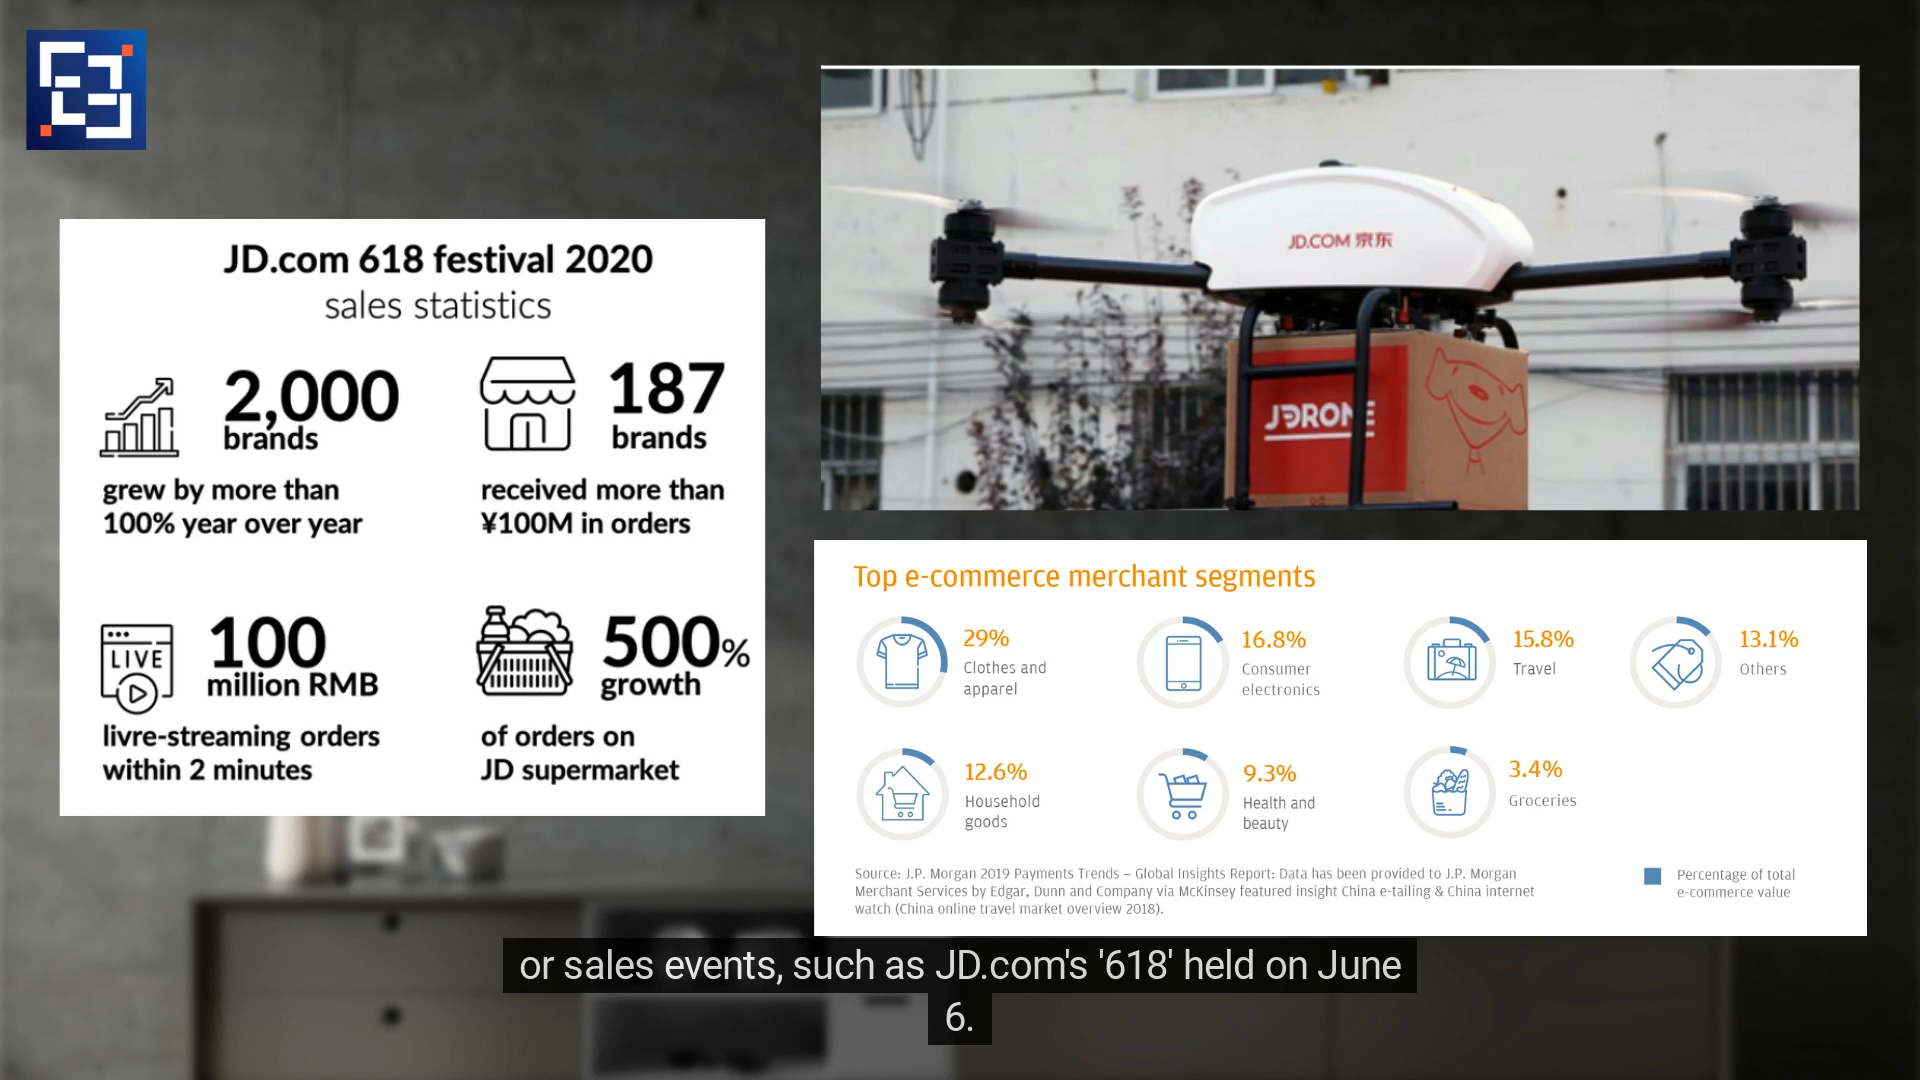 JD.com 618 festival 2020
sales statistics
2,000
brands
grew by more than
100% year over year
187
brands
received more than
¥100M in orders
LIVE
100
million RMB
livre-streaming orders
within 2 minutes
500%
growth
of orders on
JD supermarket
JD.COM 京东
JDRONE
Top e-commerce merchant segments
29%
Clothes and
apparel
16.8%
Consumer
electronics
15.8%
Travel
13.1%
Others
12.6%
Household
goods
9.3%
Health and
beauty
3.4%
Groceries
Source: J.P. Morgan 2019 Payments Trends – Global Insights Report: Data has been provided to J.P. Morgan
Merchant Services by Edgar, Dunn and Company via McKinsey featured insight China e-tailing & China internet
watch (China online travel market overview 2018).
Percentage of total
e-commerce value
or sales events, such as JD.com's '618' held on June
6.